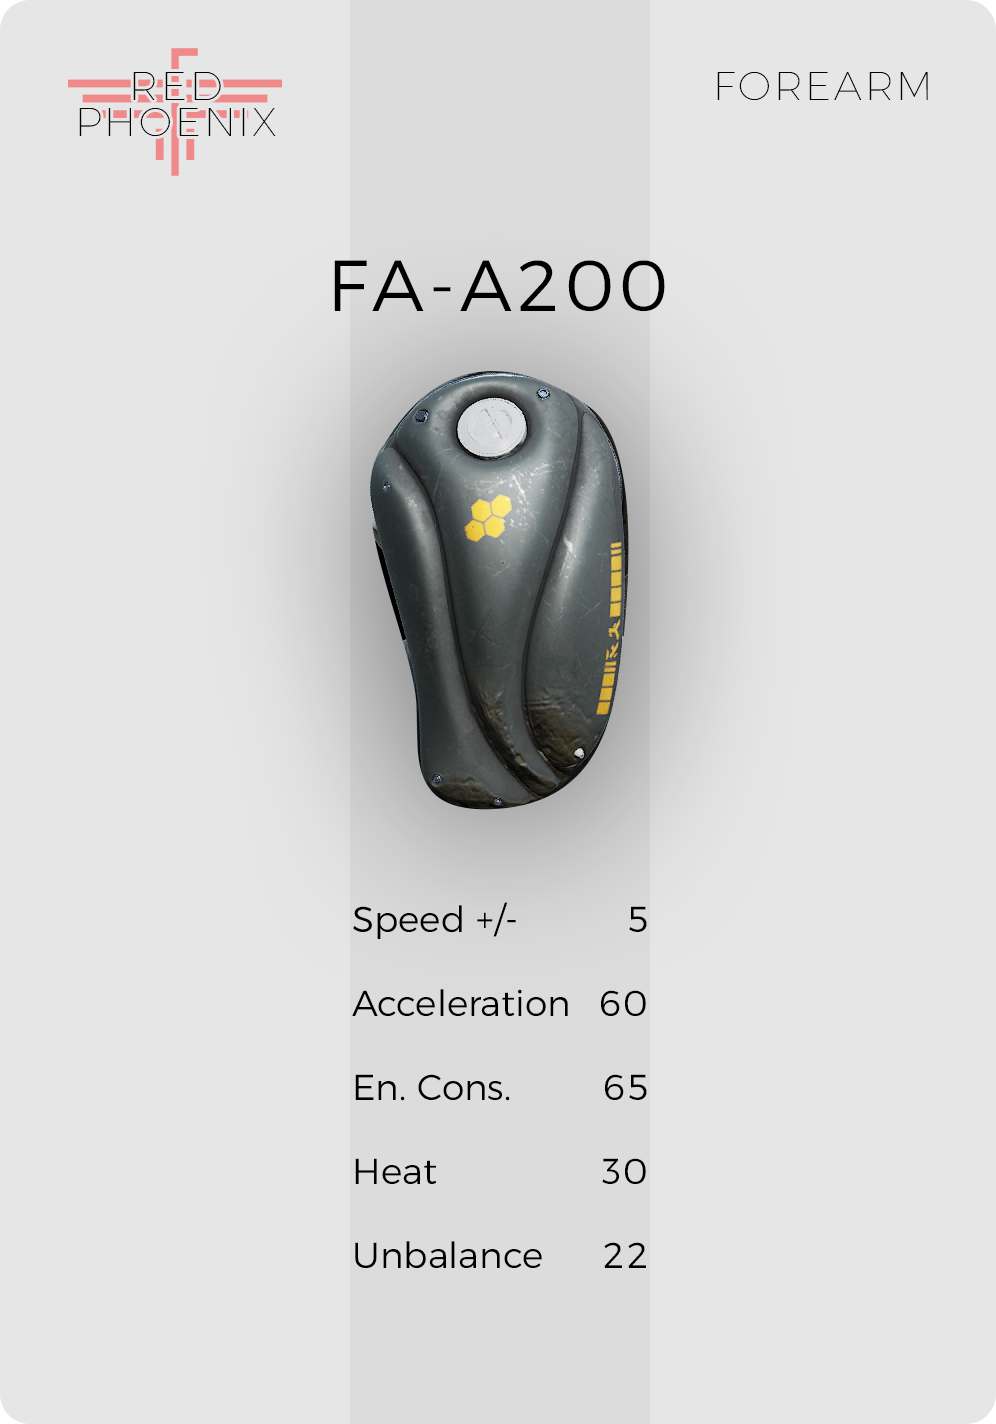 RED
PHOENIX
FOREARM
FA-A200
Speed +/- 5
Acceleration 60
En. Cons. 65
Heat 30
Unbalance 22